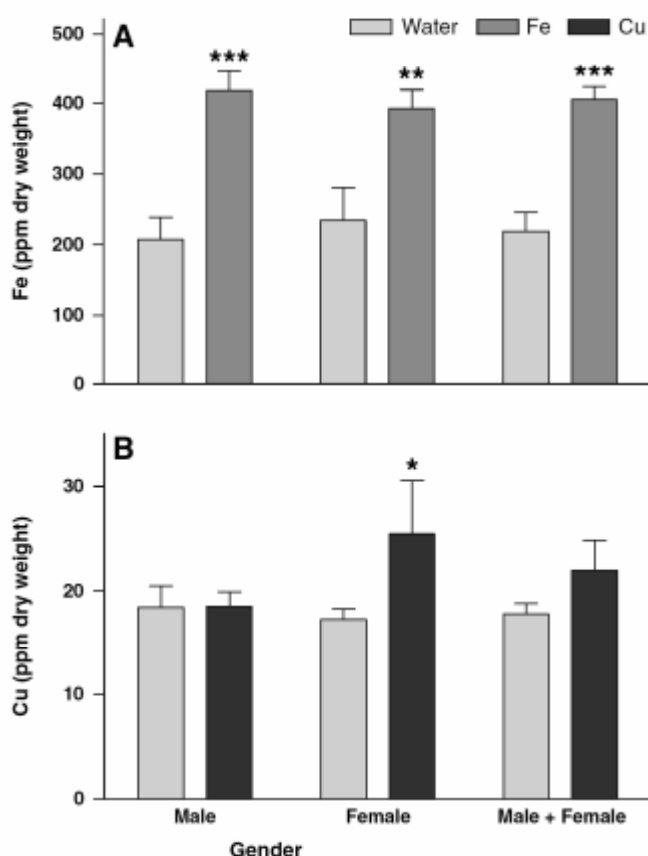 A
Water Fe Cu
500
400
300
200
100
0
Fe (ppm dry weight)
*** ** ***
B
30
20
10
0
Cu (ppm dry weight)
*
Male Female Male + Female
Gender